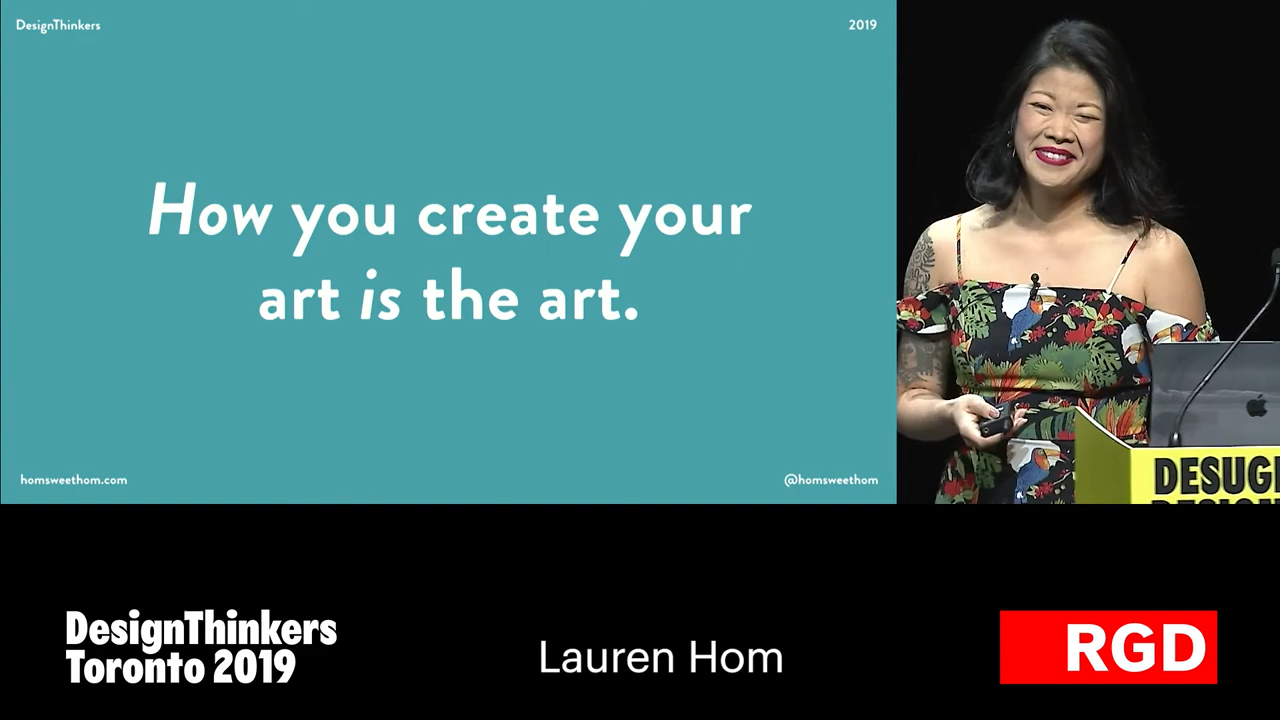 DesignThinkers
2019
How you create your
art is the art.
homsweethom.com
@homsweethom
DESUG
DesignThinkers
Toronto 2019
Lauren Hom
RGD